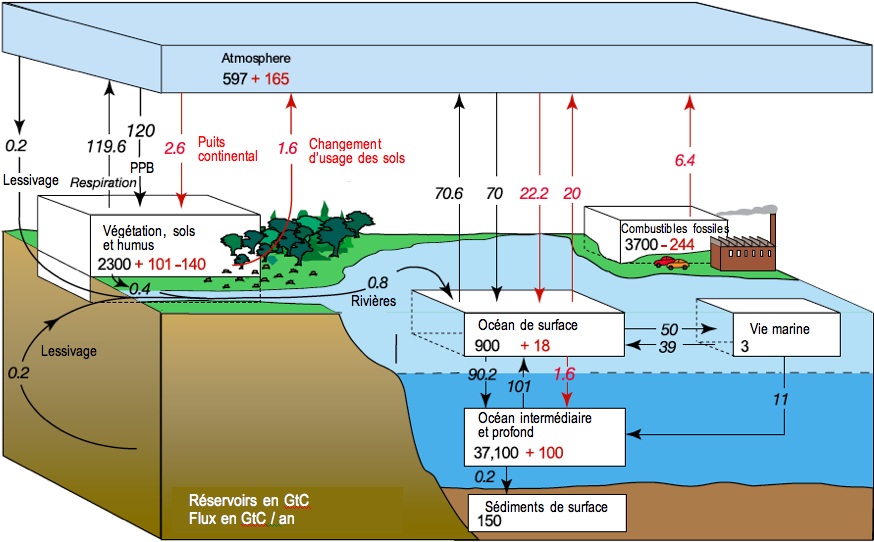 Atmosphere
597 + 165
0.2
Lessivage
119.6
Respiration
120
PPB
2.6
Puits
continental
1.6
Changement
d'usage des sols
70.6
70
22.2
20
6.4
Végétation, sols
et humus
2300 + 101 –140
Combustibles fossiles
3700 – 244
0.4
0.8
Rivières
Lessivage
0.2
Océan de surface
900 + 18
50
39
Vie marine
3
90.2
101
1.6
11
Océan intermédiaire
et profond
37,100 + 100
0.2
Sédiments de surface
150
Réservoirs en GtC
Flux en GtC / an